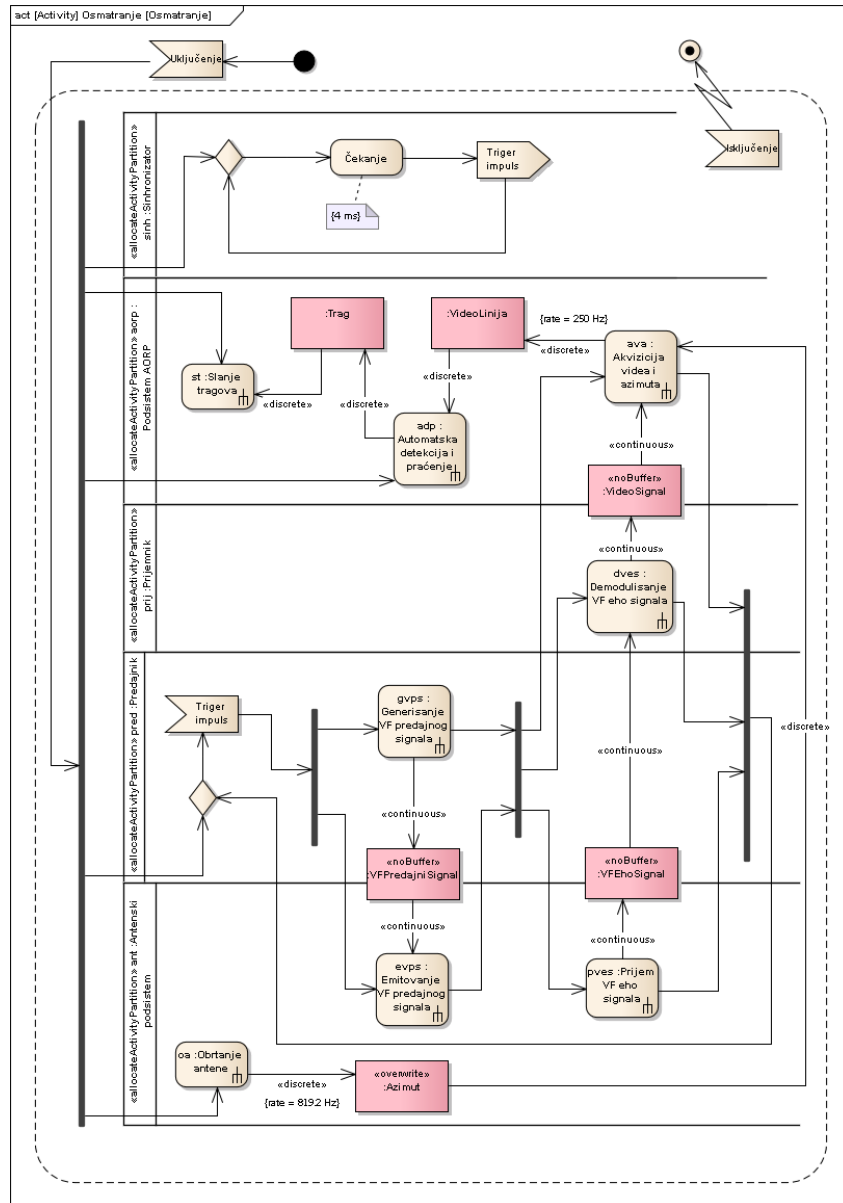 act [Activity] Osmatranje [Osmatranje]
Uključenje
Isključenje
«allocateActivityPartition»
sinh :Sinhronizator
Čekanje
{4 ms}
Triger
impuls
«allocateActivityPartition» aorp :
Podsistem AORP
:Trag
:VideoLinija
{rate = 250 Hz}
«discrete»
ava :
Akvizicija
videa i
azimuta
st :Slanje
tragova
«discrete»
«discrete»
«discrete»
adp :
Automatska
detekcija i
praćenje
«continuous»
«noBuffer»
:VideoSignal
«allocateActivityPartition»
prij :Prijemnik
«continuous»
dves :
Demodulisanje
VF eho signala
«allocateActivityPartition» pred :Predajnik
Triger
impuls
gvps :
Generisanje
VF predajnog
signala
«discrete»
«continuous»
«continuous»
«noBuffer»
:VFPredajniSignal
«noBuffer»
:VFEhoSignal
«allocateActivityPartition» ant :Antenski
podsistem
«continuous»
«continuous»
evps :
Emitovanje
VF predajnog
signala
pves :Prijem
VF eho
signala
oa :Obrtanje
antene
«discrete»
{rate = 819.2 Hz}
«overwrite»
:Azimut